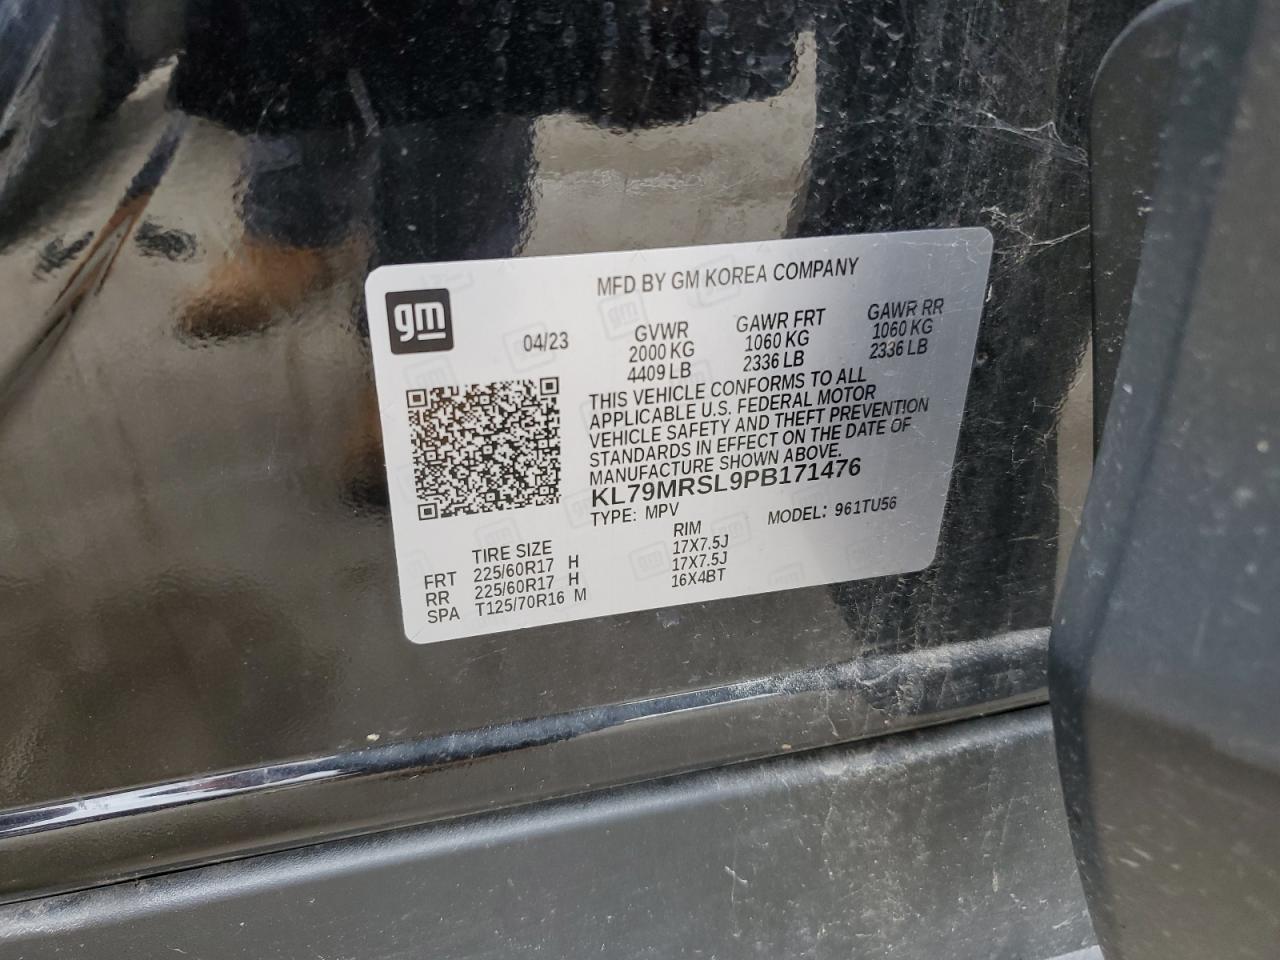 MFD BY GM KOREA COMPANY
gm
04/23
GVWR
2000 KG
4409 LB
GAWR FRT
1060 KG
2336 LB
GAWR RR
1060 KG
2336 LB
THIS VEHICLE CONFORMS TO ALL
APPLICABLE U.S. FEDERAL MOTOR
VEHICLE SAFETY AND THEFT PREVENTION
STANDARDS IN EFFECT ON THE DATE OF
MANUFACTURE SHOWN ABOVE.
KL79MRSL9PB171476
TYPE: MPV
MODEL: 961TU56
TIRE SIZE RIM
FRT 225/60R17 H 17X7.5J
RR 225/60R17 H 17X7.5J
SPA T125/70R16 M 16X4BT